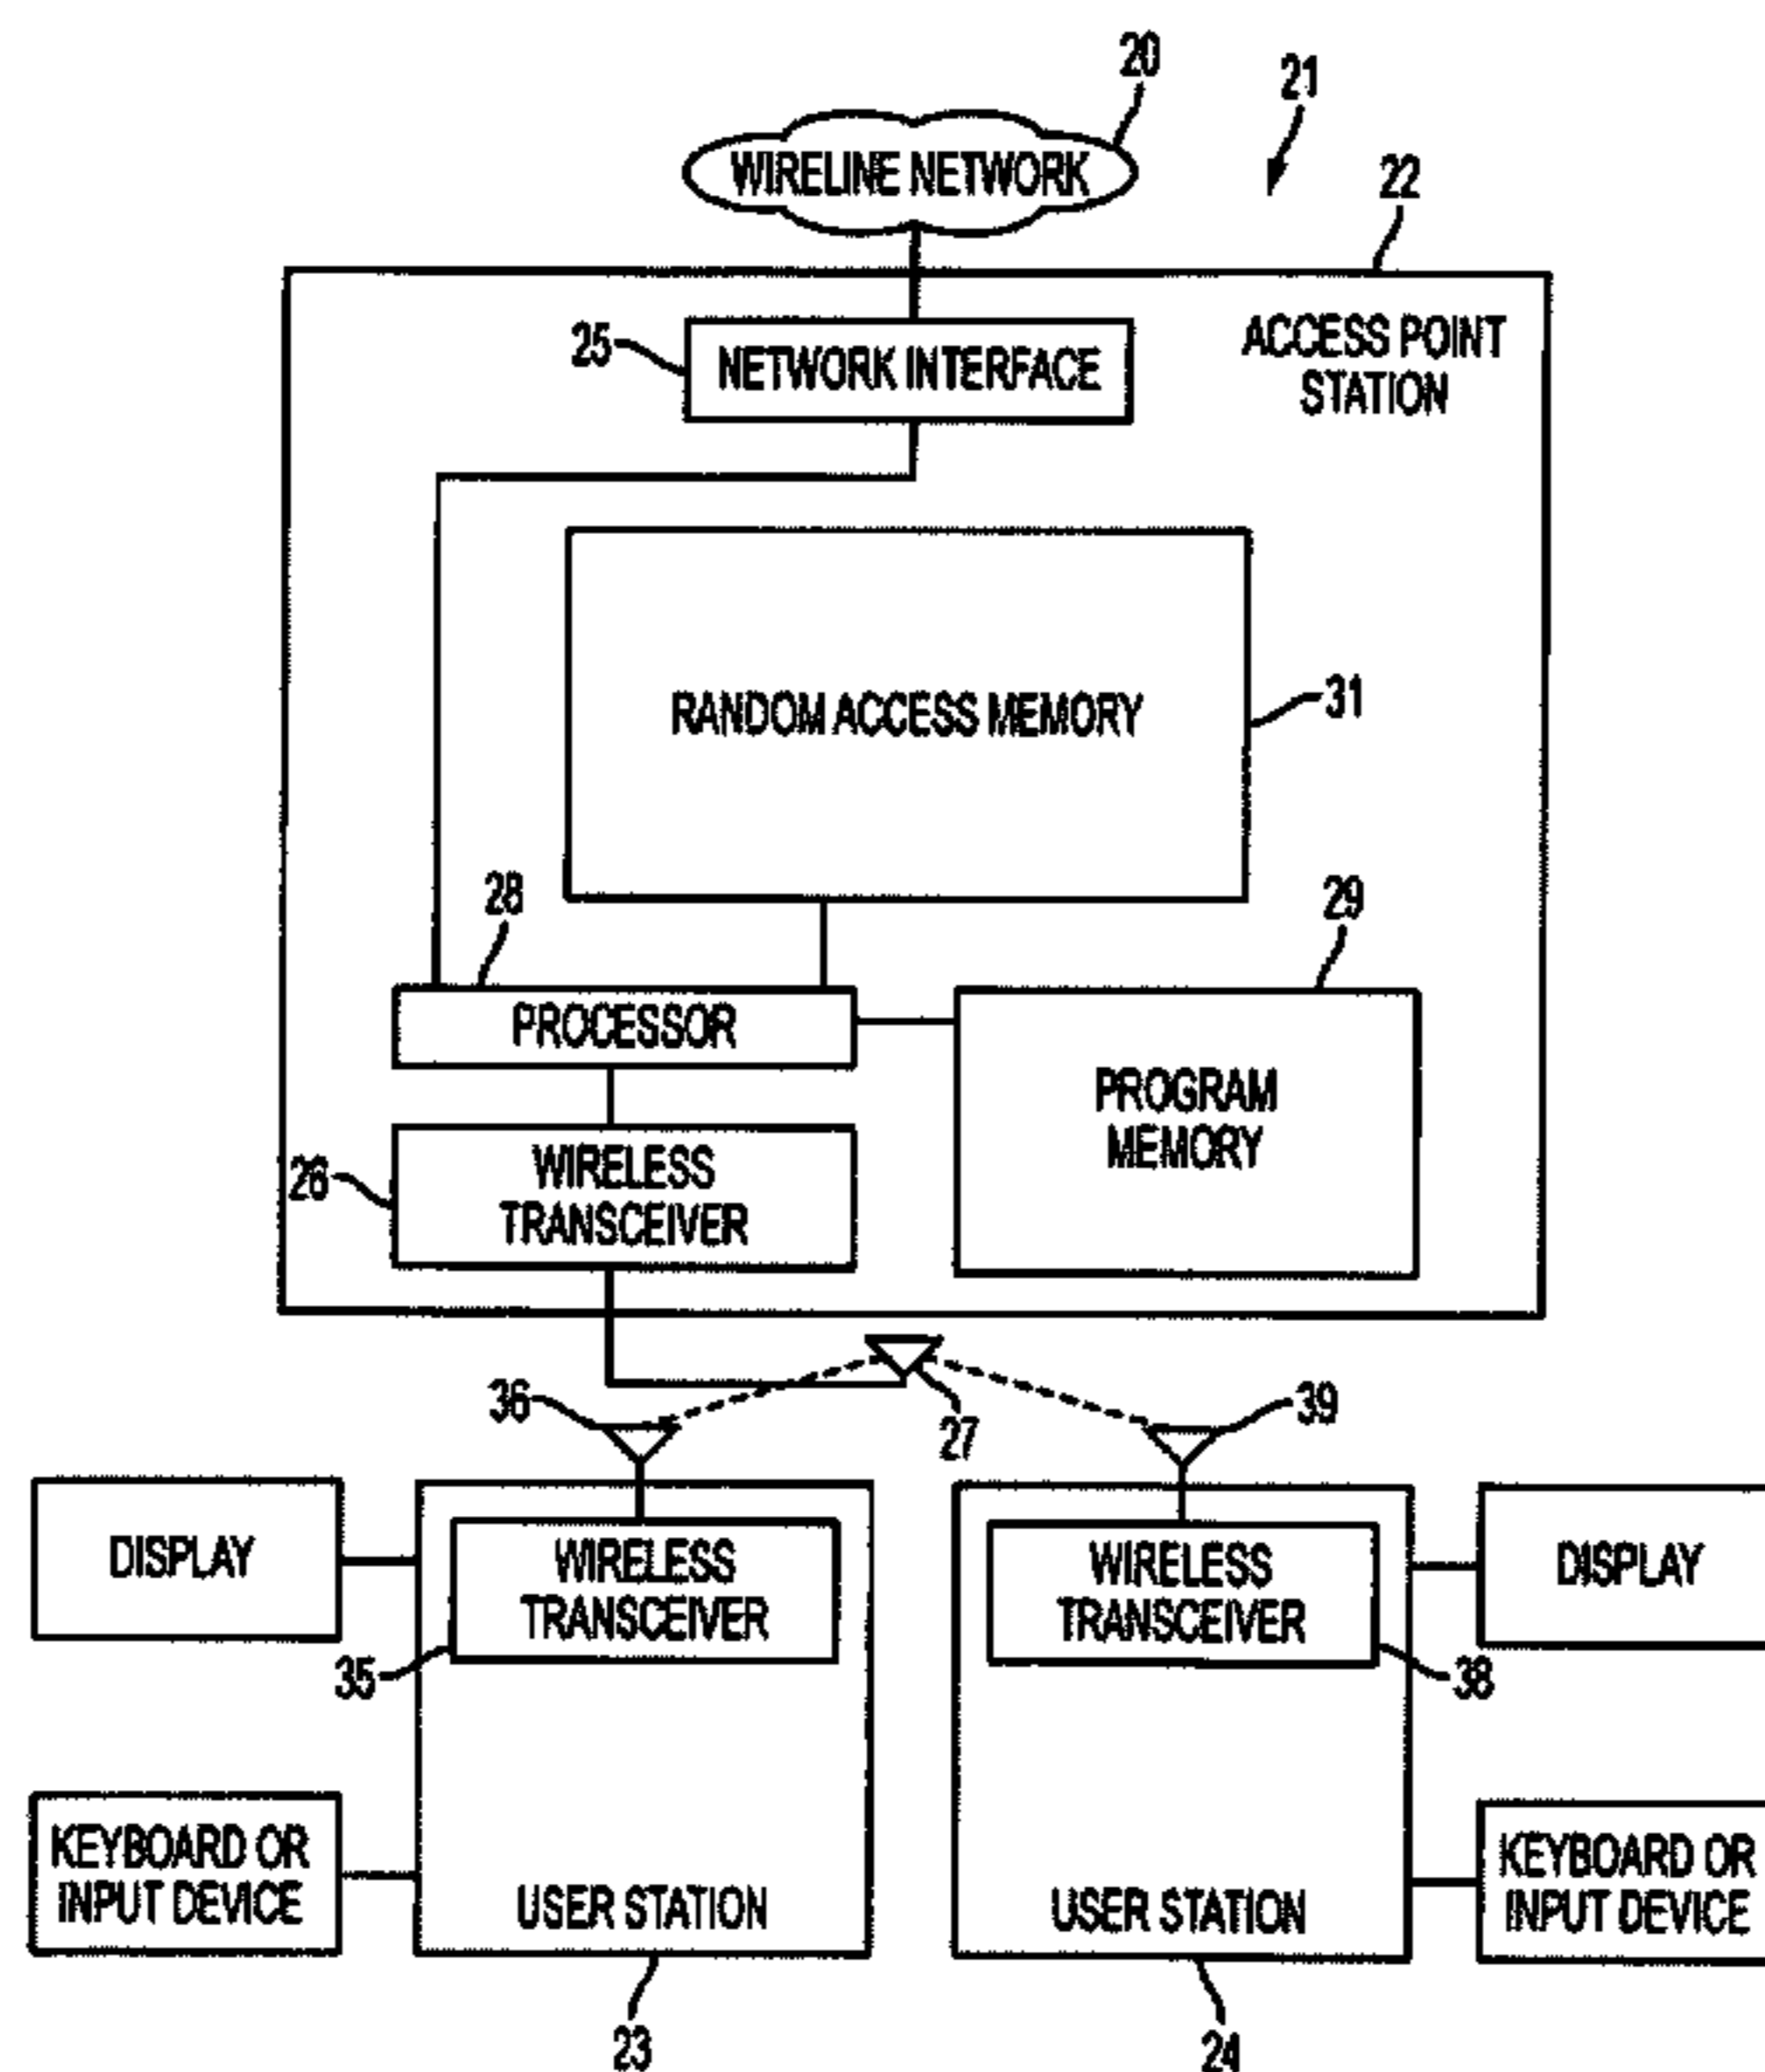 20
21
WIRELINE NETWORK
22
25
NETWORK INTERFACE
ACCESS POINT
STATION
RANDOM ACCESS MEMORY
31
28
29
PROCESSOR
PROGRAM
MEMORY
26
WIRELESS
TRANSCEIVER
36
27
39
DISPLAY
WIRELESS
TRANSCEIVER
35
WIRELESS
TRANSCEIVER
38
DISPLAY
KEYBOARD OR
INPUT DEVICE
USER STATION
USER STATION
KEYBOARD OR
INPUT DEVICE
23
24